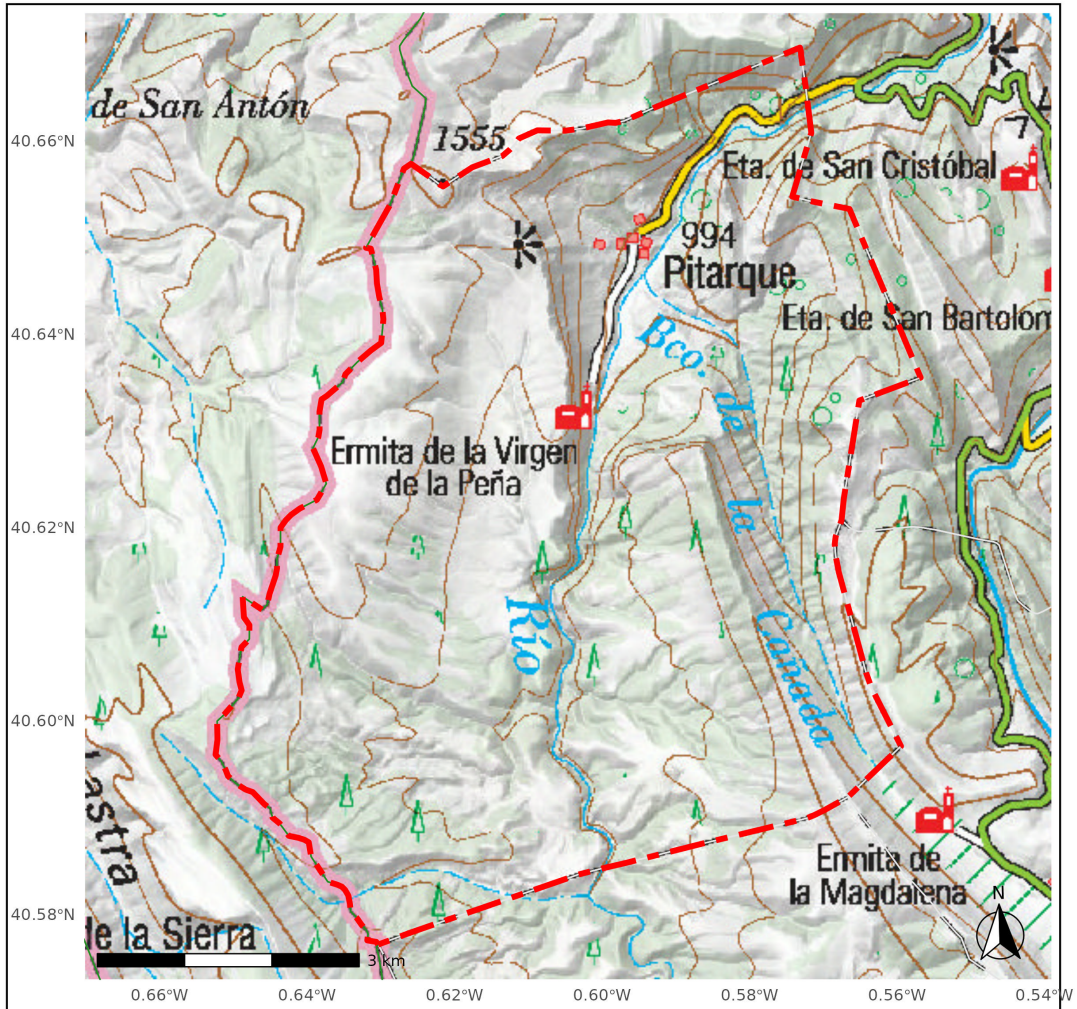 de San Antón
1555
7
40.66°N
Eta. de San Cristóbal
994
Pitarque
Eta. de San Bartolom
40.64°N
Bco. de la Cañada
Ermita de la Virgen
de la Peña
40.62°N
Río
40.60°N
astra
Ermita de
la Magdalena
N
40.58°N
de la Sierra
3 km
0.66°W
0.64°W
0.62°W
0.60°W
0.58°W
0.56°W
0.54°W